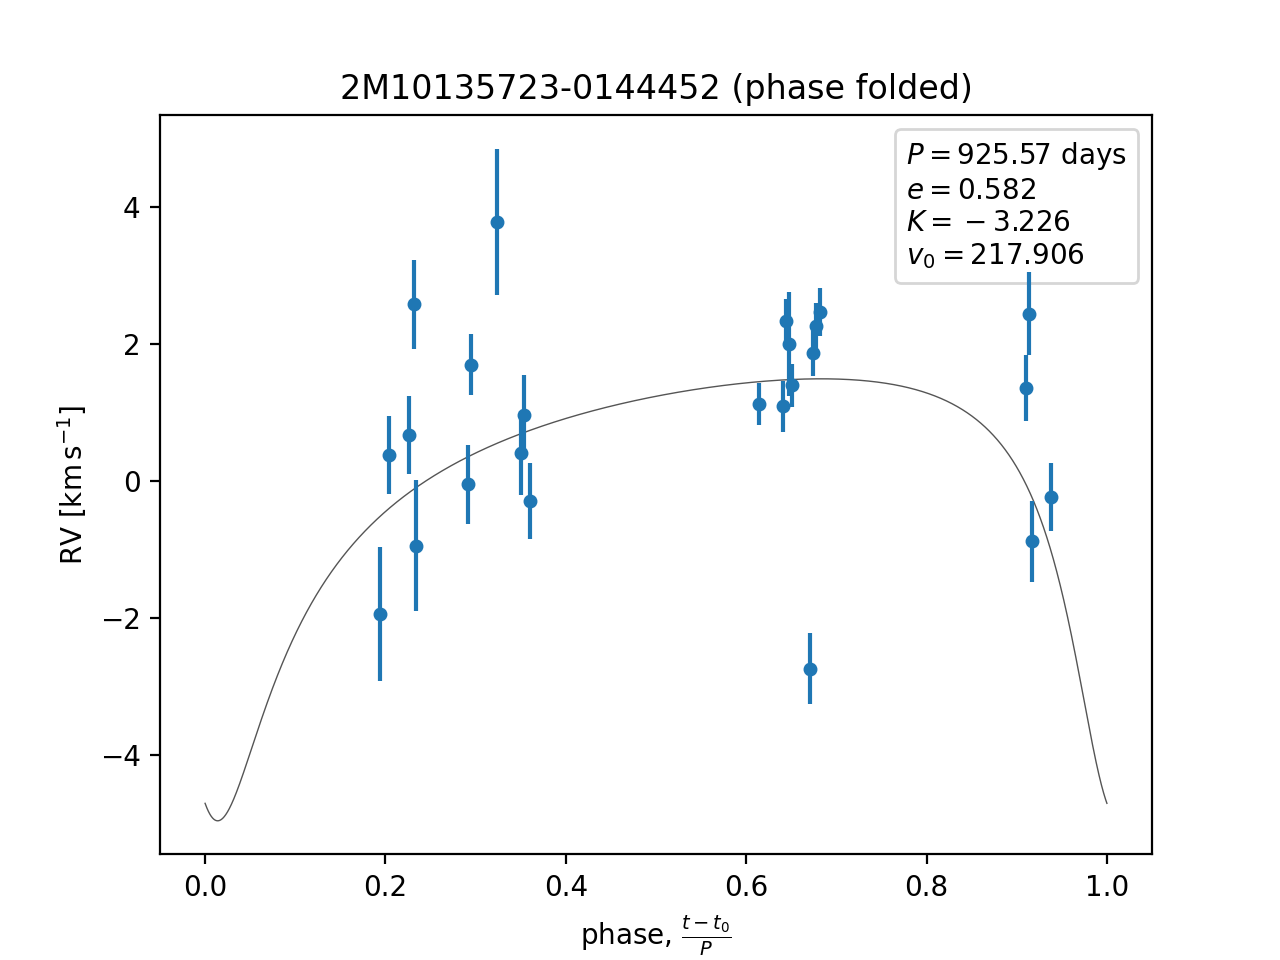 2M10135723-0144452 (phase folded)
P = 925.57 days
e = 0.582
K = − 3.226
v₀ = 217.906
4
2
0
−2
−4
RV [km s⁻¹]
0.0 0.2 0.4 0.6 0.8 1.0
phase, (t − t₀)/P